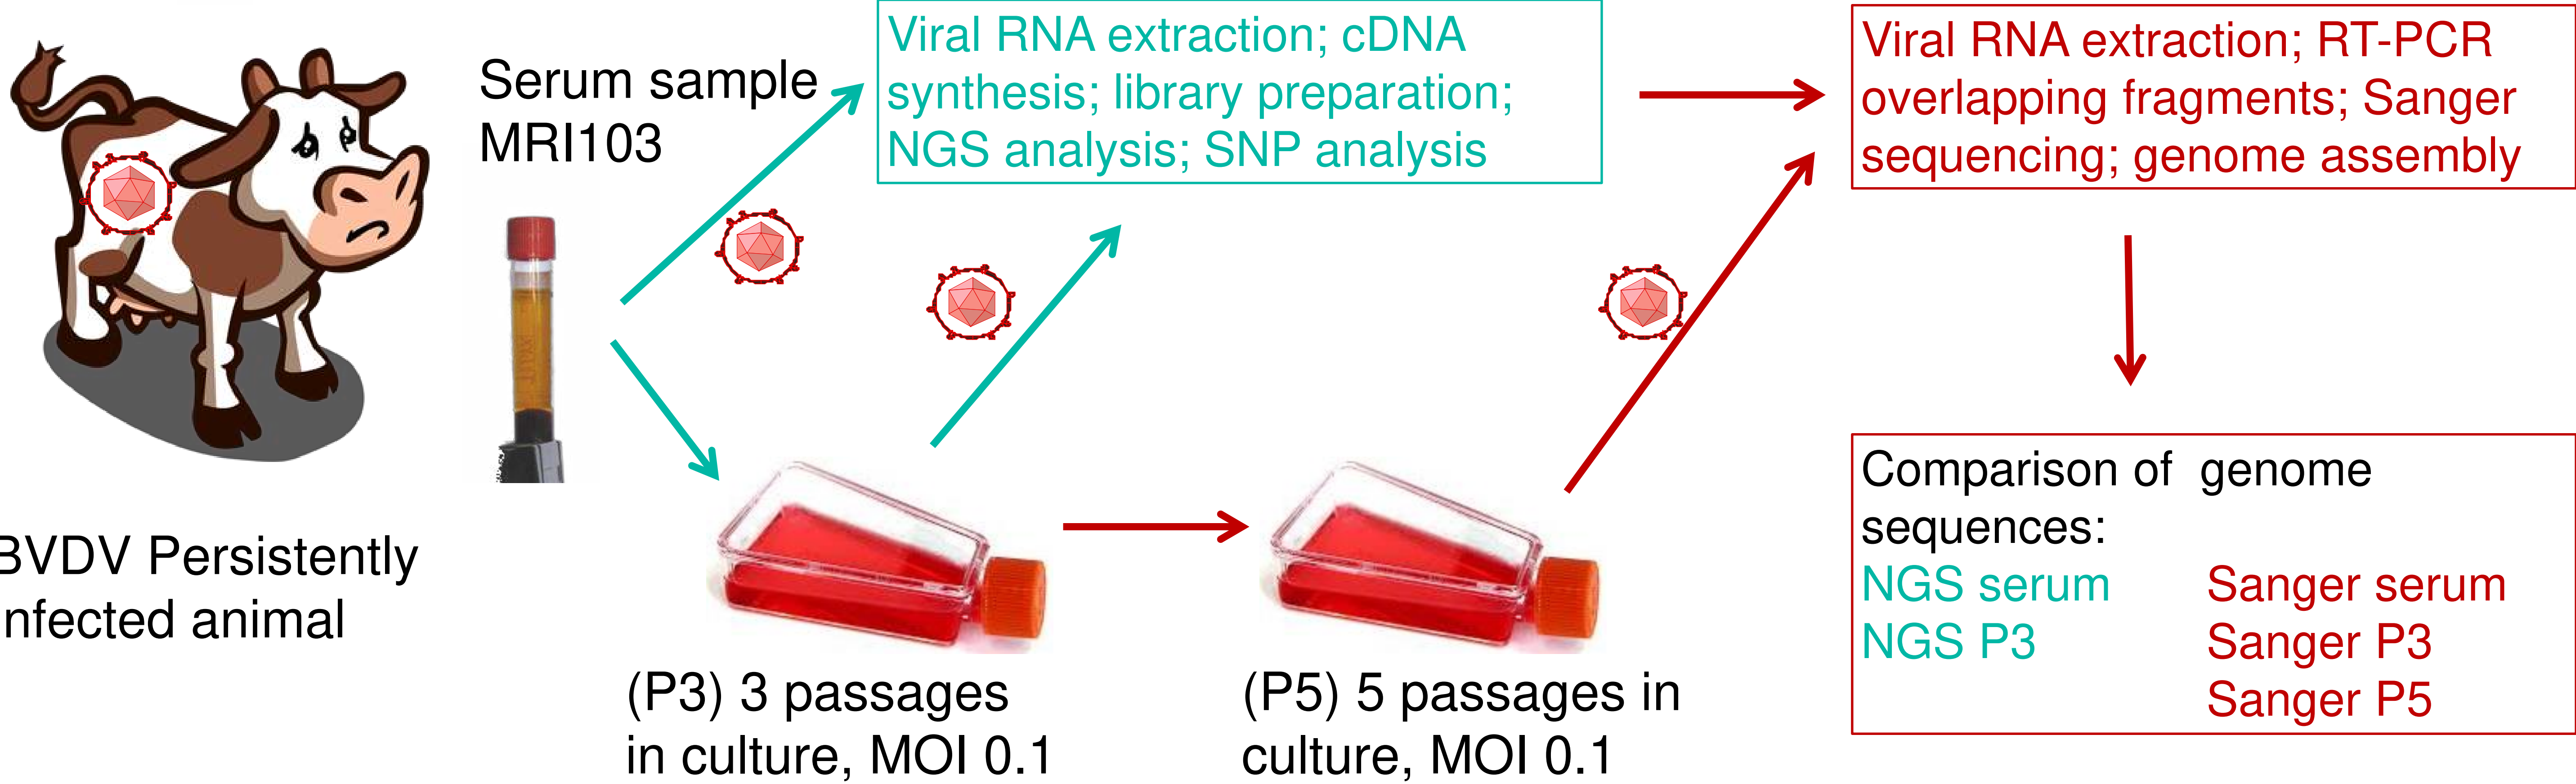 Serum sample
MRI103
Viral RNA extraction; cDNA
synthesis; library preparation;
NGS analysis; SNP analysis
Viral RNA extraction; RT-PCR
overlapping fragments; Sanger
sequencing; genome assembly
BVDV Persistently
nfected animal
(P3) 3 passages
in culture, MOI 0.1
(P5) 5 passages in
culture, MOI 0.1
Comparison of genome
sequences:
NGS serum Sanger serum
NGS P3 Sanger P3
Sanger P5